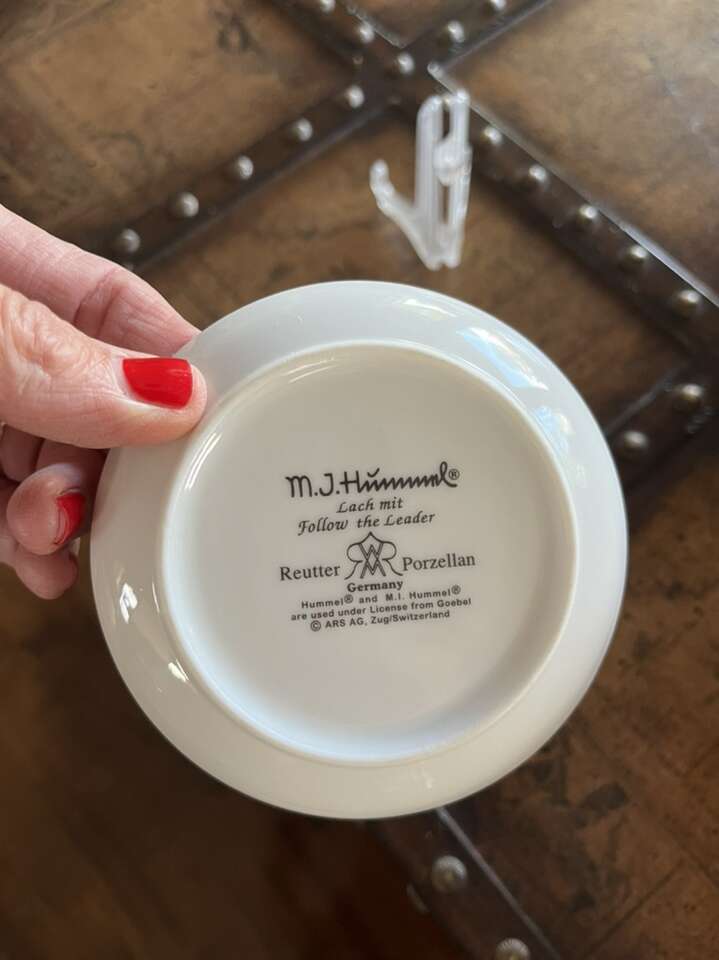 M.J.Hummel®
Lach mit
Follow the Leader
Reutter Porzellan
Germany
Hummel® and M.I. Hummel®
are used under License from Goebel
© ARS AG, Zug/Switzerland